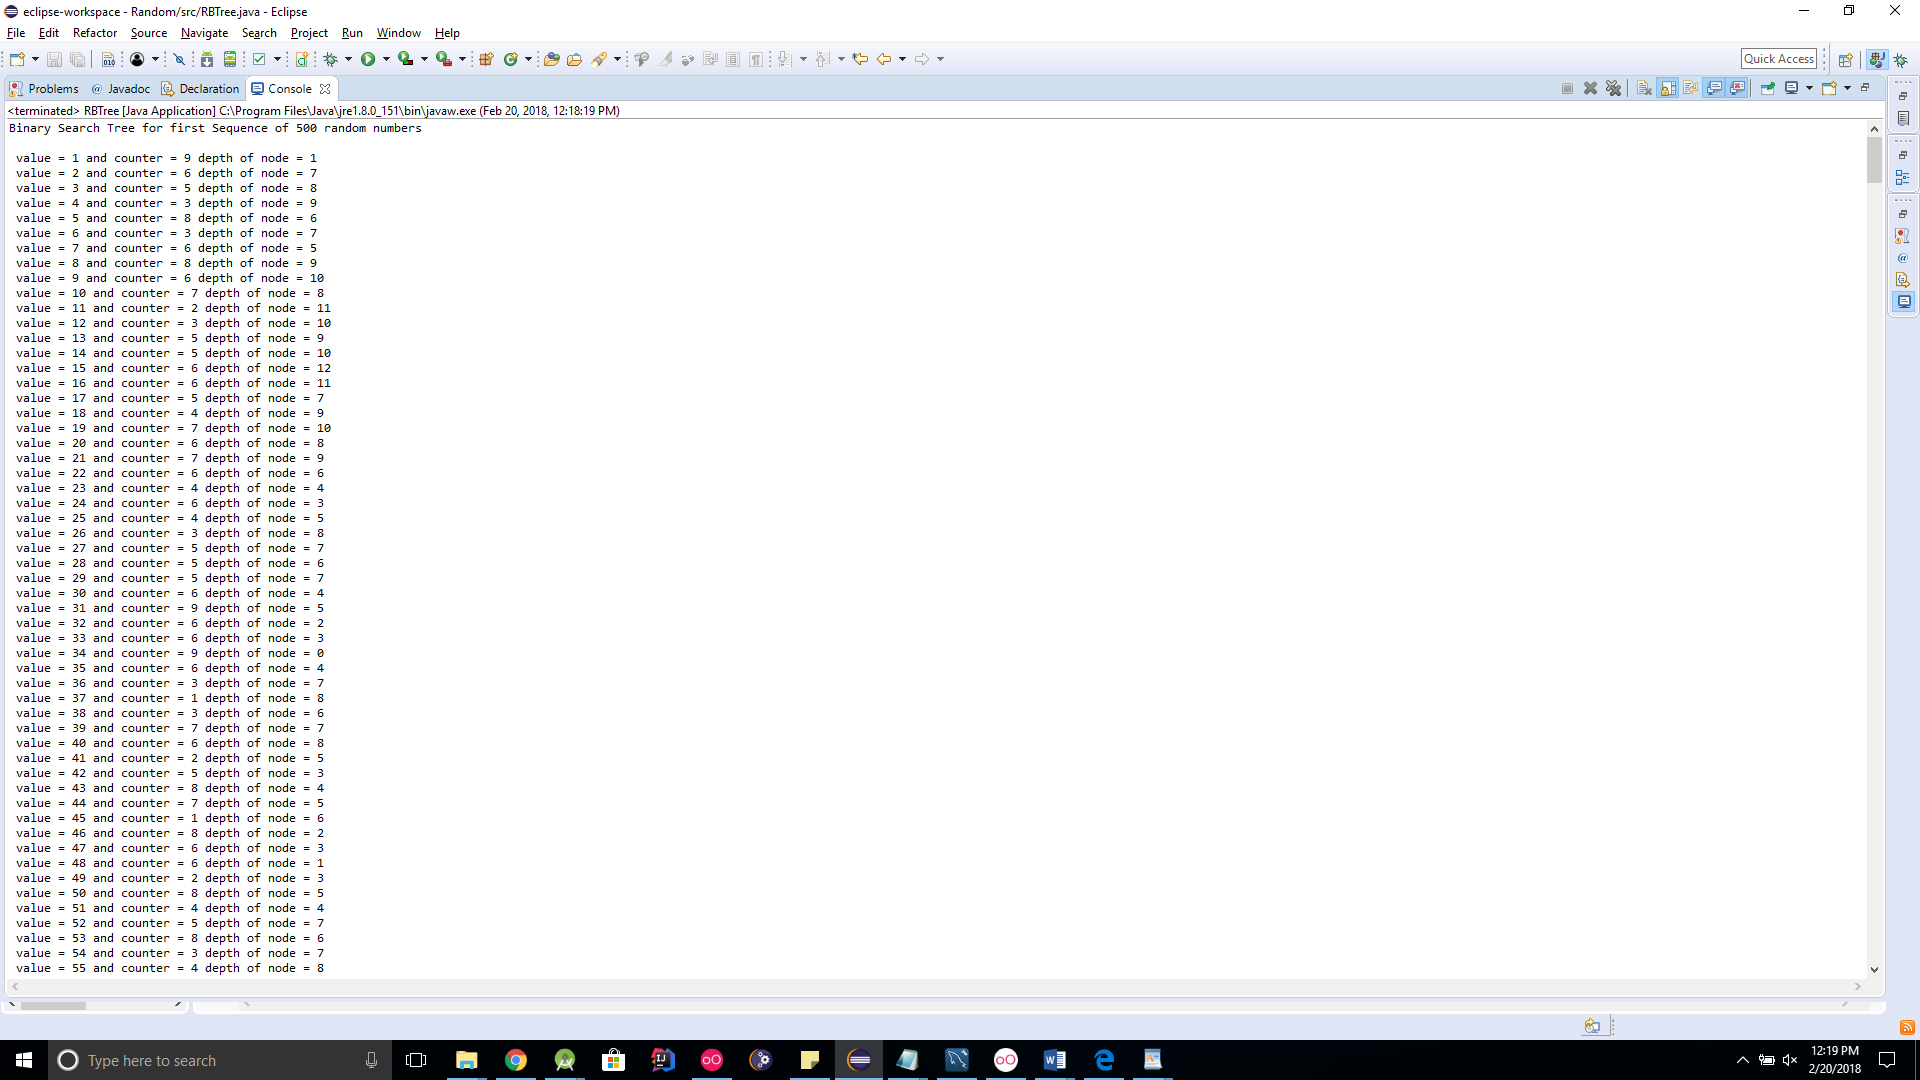 eclipse-workspace - Random/src/RBTree.java - Eclipse
File Edit Refactor Source Navigate Search Project Run Window Help
Quick Access
Problems Javadoc Declaration Console
<terminated> RBTree [Java Application] C:\Program Files\Java\jre1.8.0_151\bin\javaw.exe (Feb 20, 2018, 12:18:19 PM)
Binary Search Tree for first Sequence of 500 random numbers
value = 1 and counter = 9 depth of node = 1
value = 2 and counter = 6 depth of node = 7
value = 3 and counter = 5 depth of node = 8
value = 4 and counter = 3 depth of node = 9
value = 5 and counter = 8 depth of node = 6
value = 6 and counter = 3 depth of node = 7
value = 7 and counter = 6 depth of node = 5
value = 8 and counter = 8 depth of node = 9
value = 9 and counter = 6 depth of node = 10
value = 10 and counter = 7 depth of node = 8
value = 11 and counter = 2 depth of node = 11
value = 12 and counter = 3 depth of node = 10
value = 13 and counter = 5 depth of node = 9
value = 14 and counter = 5 depth of node = 10
value = 15 and counter = 6 depth of node = 12
value = 16 and counter = 6 depth of node = 11
value = 17 and counter = 5 depth of node = 7
value = 18 and counter = 4 depth of node = 9
value = 19 and counter = 7 depth of node = 10
value = 20 and counter = 6 depth of node = 8
value = 21 and counter = 7 depth of node = 9
value = 22 and counter = 6 depth of node = 6
value = 23 and counter = 4 depth of node = 4
value = 24 and counter = 6 depth of node = 3
value = 25 and counter = 4 depth of node = 5
value = 26 and counter = 3 depth of node = 8
value = 27 and counter = 5 depth of node = 7
value = 28 and counter = 5 depth of node = 6
value = 29 and counter = 5 depth of node = 7
value = 30 and counter = 6 depth of node = 4
value = 31 and counter = 9 depth of node = 5
value = 32 and counter = 6 depth of node = 2
value = 33 and counter = 6 depth of node = 3
value = 34 and counter = 9 depth of node = 0
value = 35 and counter = 6 depth of node = 4
value = 36 and counter = 3 depth of node = 7
value = 37 and counter = 1 depth of node = 8
value = 38 and counter = 3 depth of node = 6
value = 39 and counter = 7 depth of node = 7
value = 40 and counter = 6 depth of node = 8
value = 41 and counter = 2 depth of node = 5
value = 42 and counter = 5 depth of node = 3
value = 43 and counter = 8 depth of node = 4
value = 44 and counter = 7 depth of node = 5
value = 45 and counter = 1 depth of node = 6
value = 46 and counter = 8 depth of node = 2
value = 47 and counter = 6 depth of node = 3
value = 48 and counter = 6 depth of node = 1
value = 49 and counter = 2 depth of node = 3
value = 50 and counter = 8 depth of node = 5
value = 51 and counter = 4 depth of node = 4
value = 52 and counter = 5 depth of node = 7
value = 53 and counter = 8 depth of node = 6
value = 54 and counter = 3 depth of node = 7
value = 55 and counter = 4 depth of node = 8
Type here to search
12:19 PM
2/20/2018